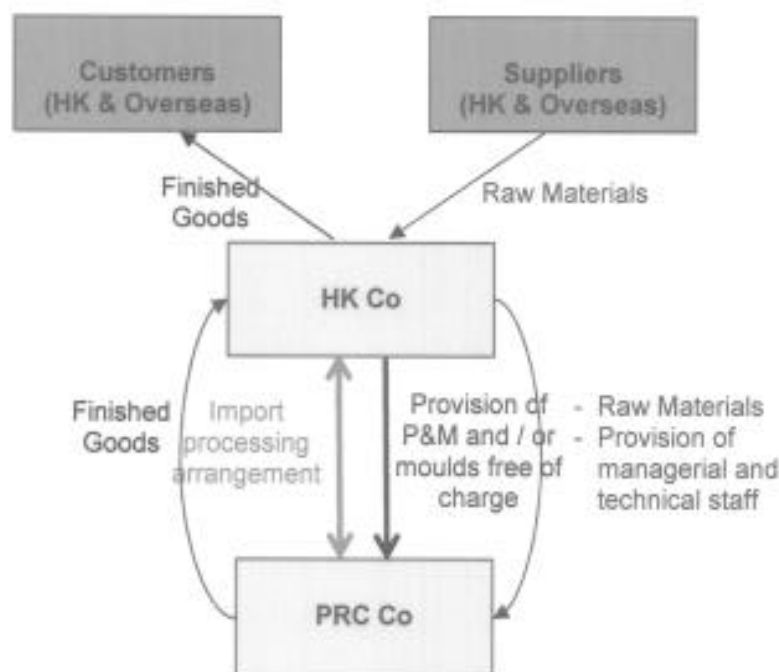 Customers
(HK & Overseas)
Suppliers
(HK & Overseas)
Finished
Goods
Raw Materials
HK Co
Finished
Goods
Import
processing
arrangement
Provision of
P&M and / or
moulds free of
charge
- Raw Materials
- Provision of
managerial and
technical staff
PRC Co